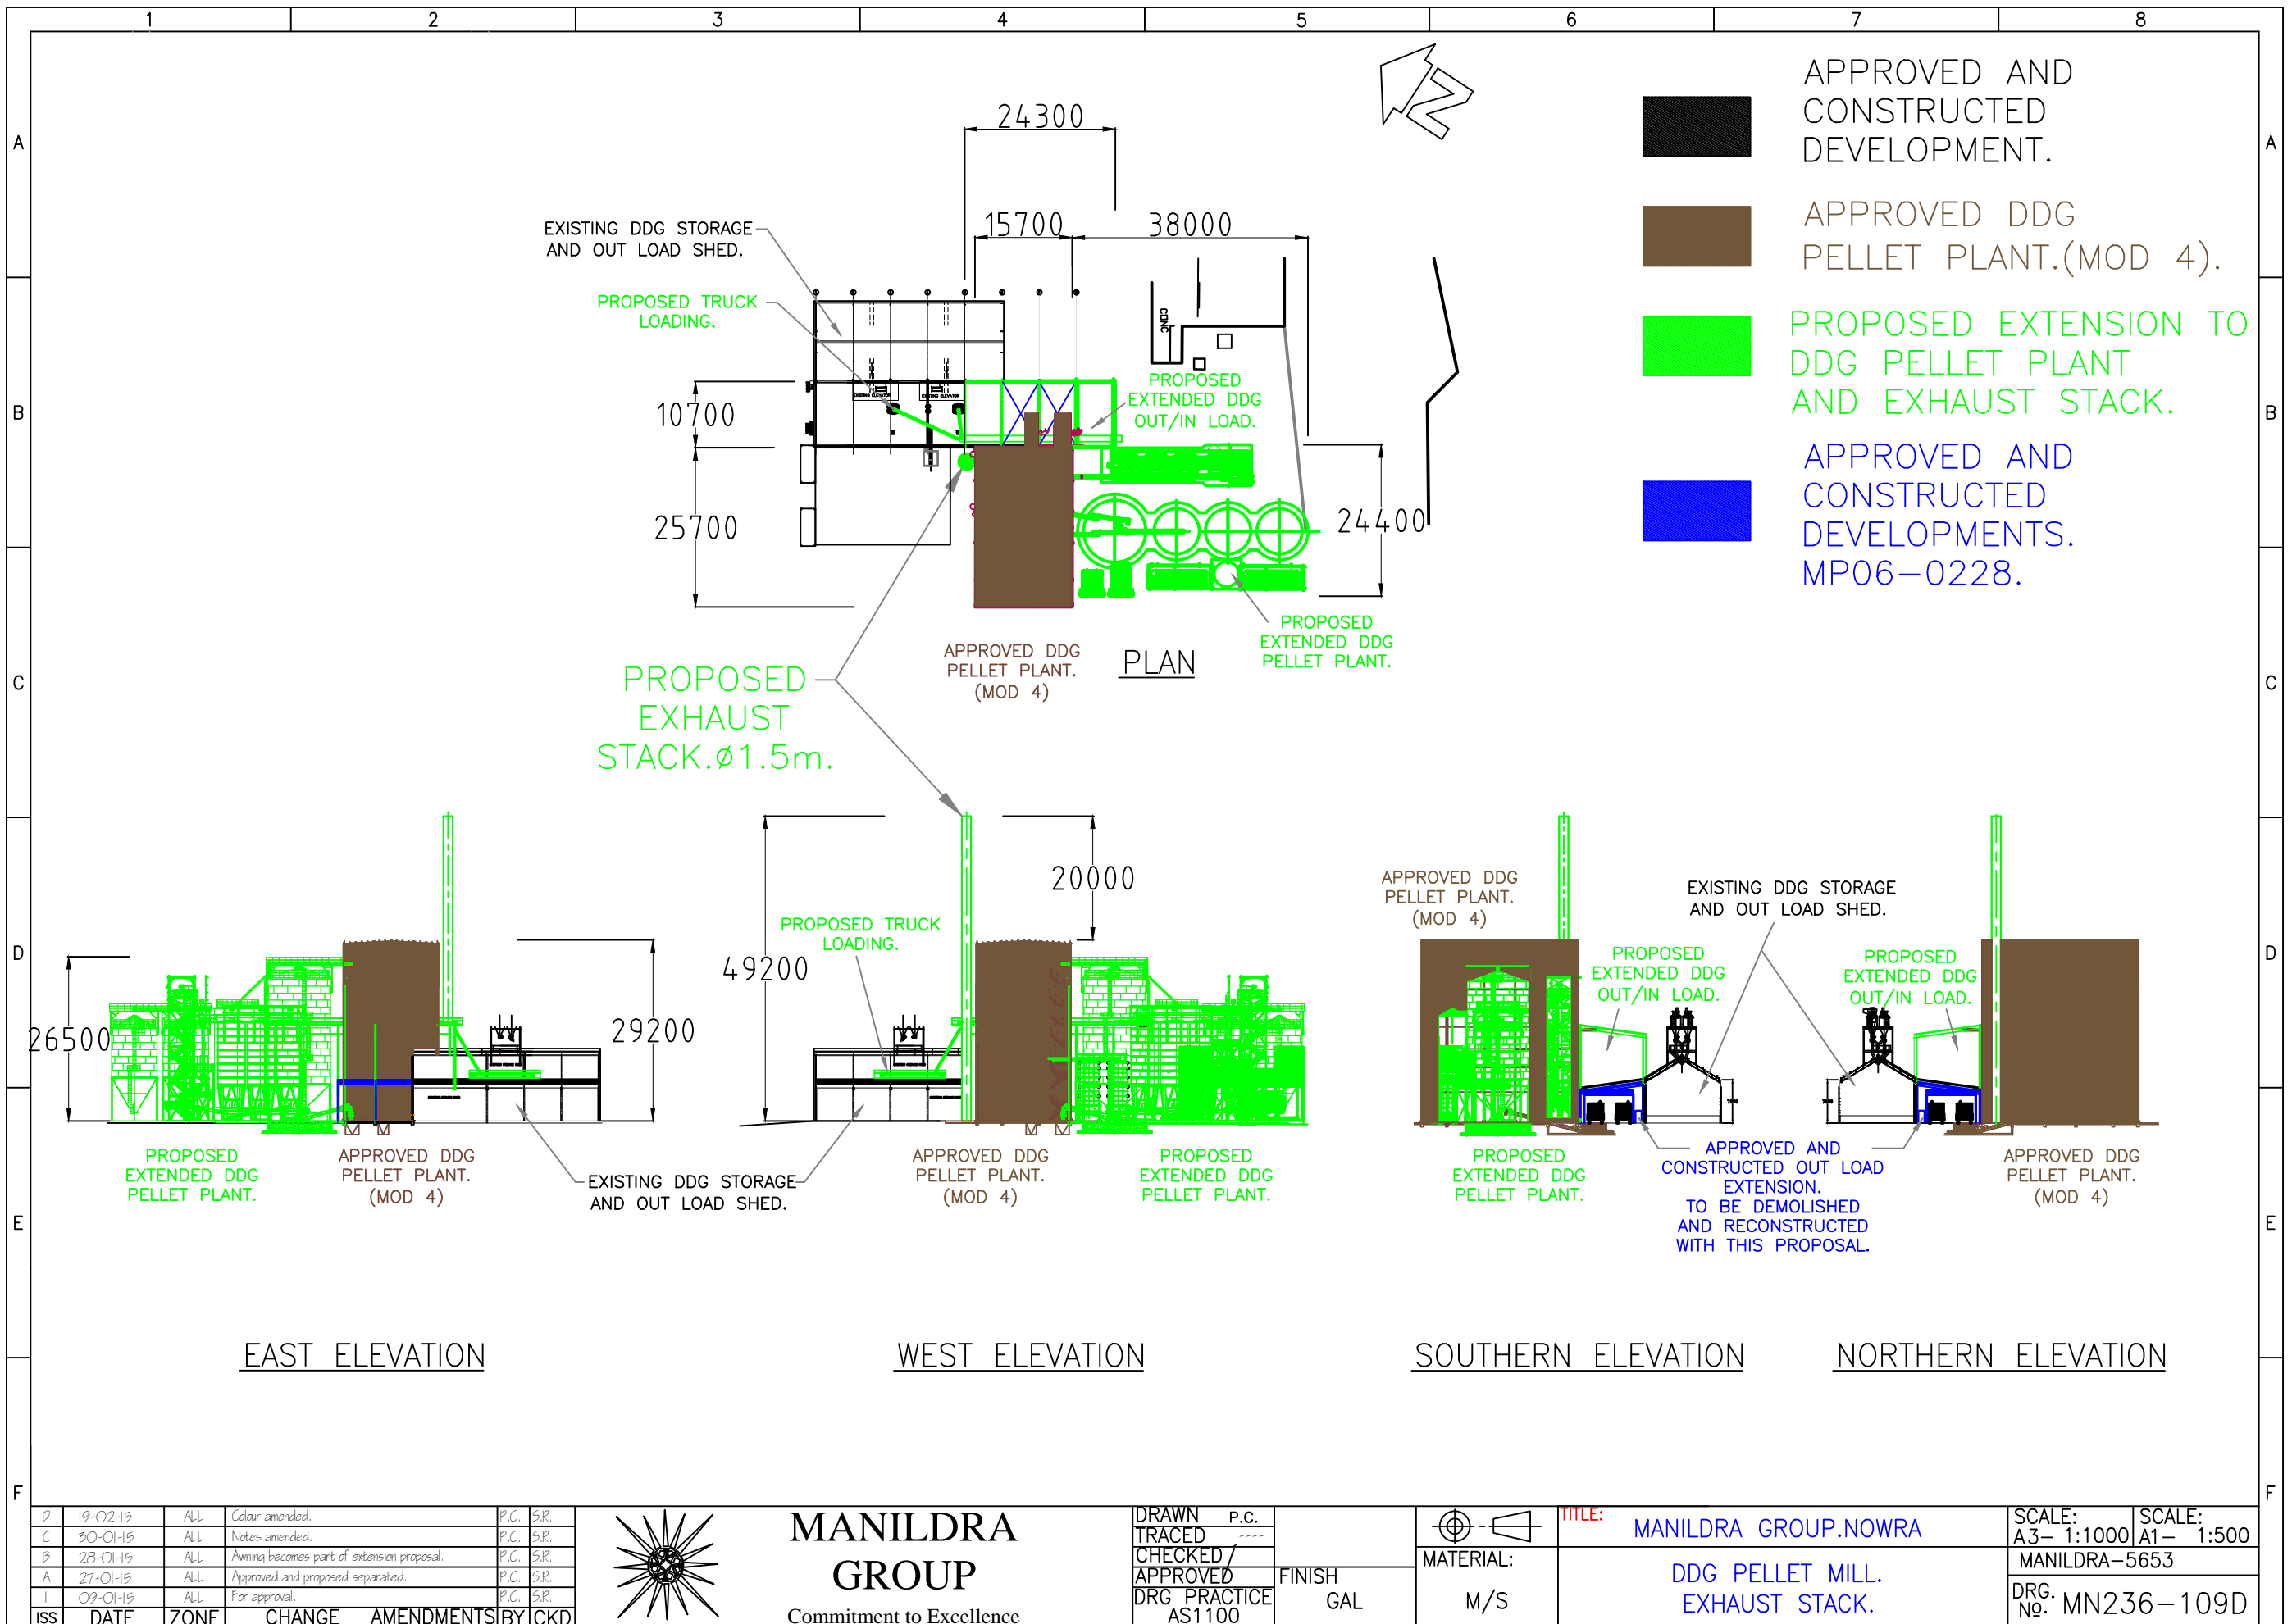 1 2 3 4 5 6 7 8
A A
B B
C C
D D
E E
F F
N
APPROVED AND
CONSTRUCTED
DEVELOPMENT.
APPROVED DDG
PELLET PLANT.(MOD 4).
PROPOSED EXTENSION TO
DDG PELLET PLANT
AND EXHAUST STACK.
APPROVED AND
CONSTRUCTED
DEVELOPMENTS.
MP06-0228.
24300
15700 38000
EXISTING DDG STORAGE
AND OUT LOAD SHED.
PROPOSED TRUCK
LOADING.
CONC
EXISTING ELEVATOR EXISTING ELEVATOR
PROPOSED
EXTENDED DDG
OUT/IN LOAD.
10700
25700
24400
PROPOSED
EXTENDED DDG
PELLET PLANT.
APPROVED DDG
PELLET PLANT.
(MOD 4)
PLAN
PROPOSED
EXHAUST
STACK.ø1.5m.
26500
29200
PROPOSED
EXTENDED DDG
PELLET PLANT.
APPROVED DDG
PELLET PLANT.
(MOD 4)
EXISTING DDG STORAGE
AND OUT LOAD SHED.
EAST ELEVATION
49200
20000
PROPOSED TRUCK
LOADING.
APPROVED DDG
PELLET PLANT.
(MOD 4)
PROPOSED
EXTENDED DDG
PELLET PLANT.
WEST ELEVATION
APPROVED DDG
PELLET PLANT.
(MOD 4)
EXISTING DDG STORAGE
AND OUT LOAD SHED.
PROPOSED
EXTENDED DDG
OUT/IN LOAD.
PROPOSED
EXTENDED DDG
OUT/IN LOAD.
PROPOSED
EXTENDED DDG
PELLET PLANT.
APPROVED AND
CONSTRUCTED OUT LOAD
EXTENSION.
TO BE DEMOLISHED
AND RECONSTRUCTED
WITH THIS PROPOSAL.
APPROVED DDG
PELLET PLANT.
(MOD 4)
SOUTHERN ELEVATION
NORTHERN ELEVATION
D 19-02-15 ALL Colour amended. P.C. S.R.
C 30-01-15 ALL Notes amended. P.C. S.R.
B 28-01-15 ALL Awning becomes part of extension proposal. P.C. S.R.
A 27-01-15 ALL Approved and proposed separated. P.C. S.R.
1 09-01-15 ALL For approval. P.C. S.R.
ISS DATE ZONE CHANGE AMENDMENTS BY CKD
MANILDRA
GROUP
Commitment to Excellence
DRAWN P.C.
TRACED ----
CHECKED
APPROVED
DRG PRACTICE
AS1100
FINISH
GAL
MATERIAL:
M/S
TITLE:
MANILDRA GROUP.NOWRA
DDG PELLET MILL.
EXHAUST STACK.
SCALE: A3- 1:1000
SCALE: A1- 1:500
MANILDRA-5653
DRG. Nº. MN236-109D